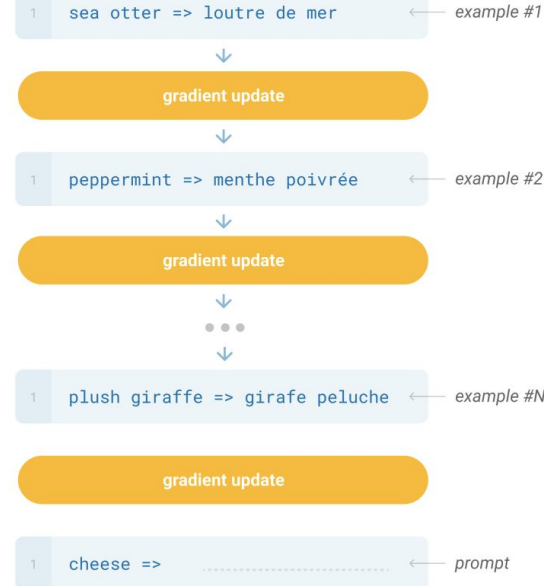 1 sea otter => loutre de mer example #1
gradient update
1 peppermint => menthe poivrée example #2
gradient update
1 plush giraffe => girafe peluche example #N
gradient update
1 cheese => prompt